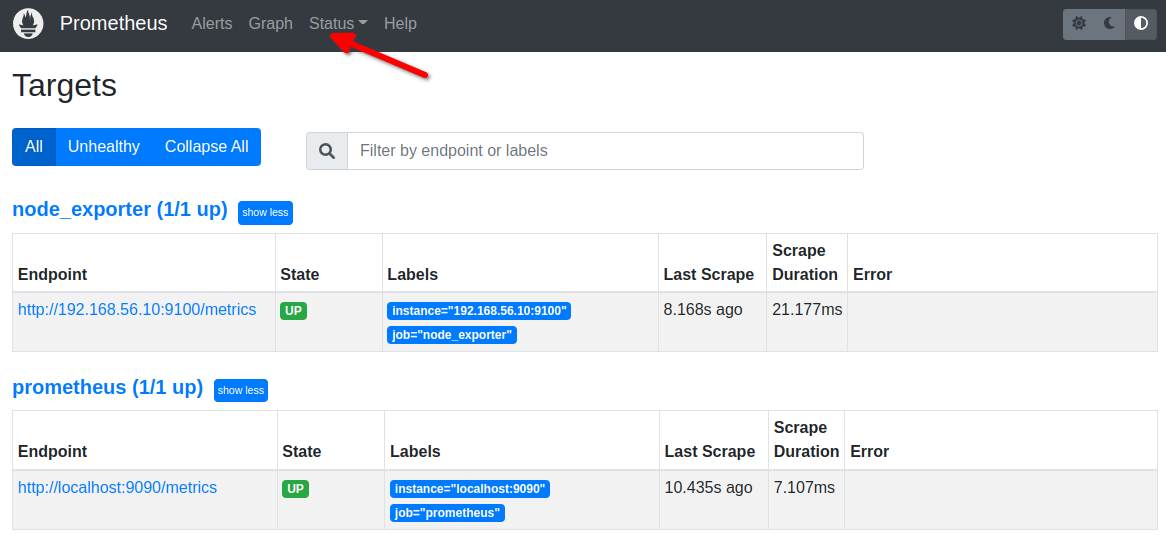 Prometheus Alerts Graph Status Help
Targets
All Unhealthy Collapse All
Filter by endpoint or labels
node_exporter (1/1 up) show less
Endpoint State Labels Last Scrape Scrape Duration Error
http://192.168.56.10:9100/metrics UP instance="192.168.56.10:9100" 8.168s ago 21.177ms
job="node_exporter"
prometheus (1/1 up) show less
Endpoint State Labels Last Scrape Scrape Duration Error
http://localhost:9090/metrics UP instance="localhost:9090" 10.435s ago 7.107ms
job="prometheus"